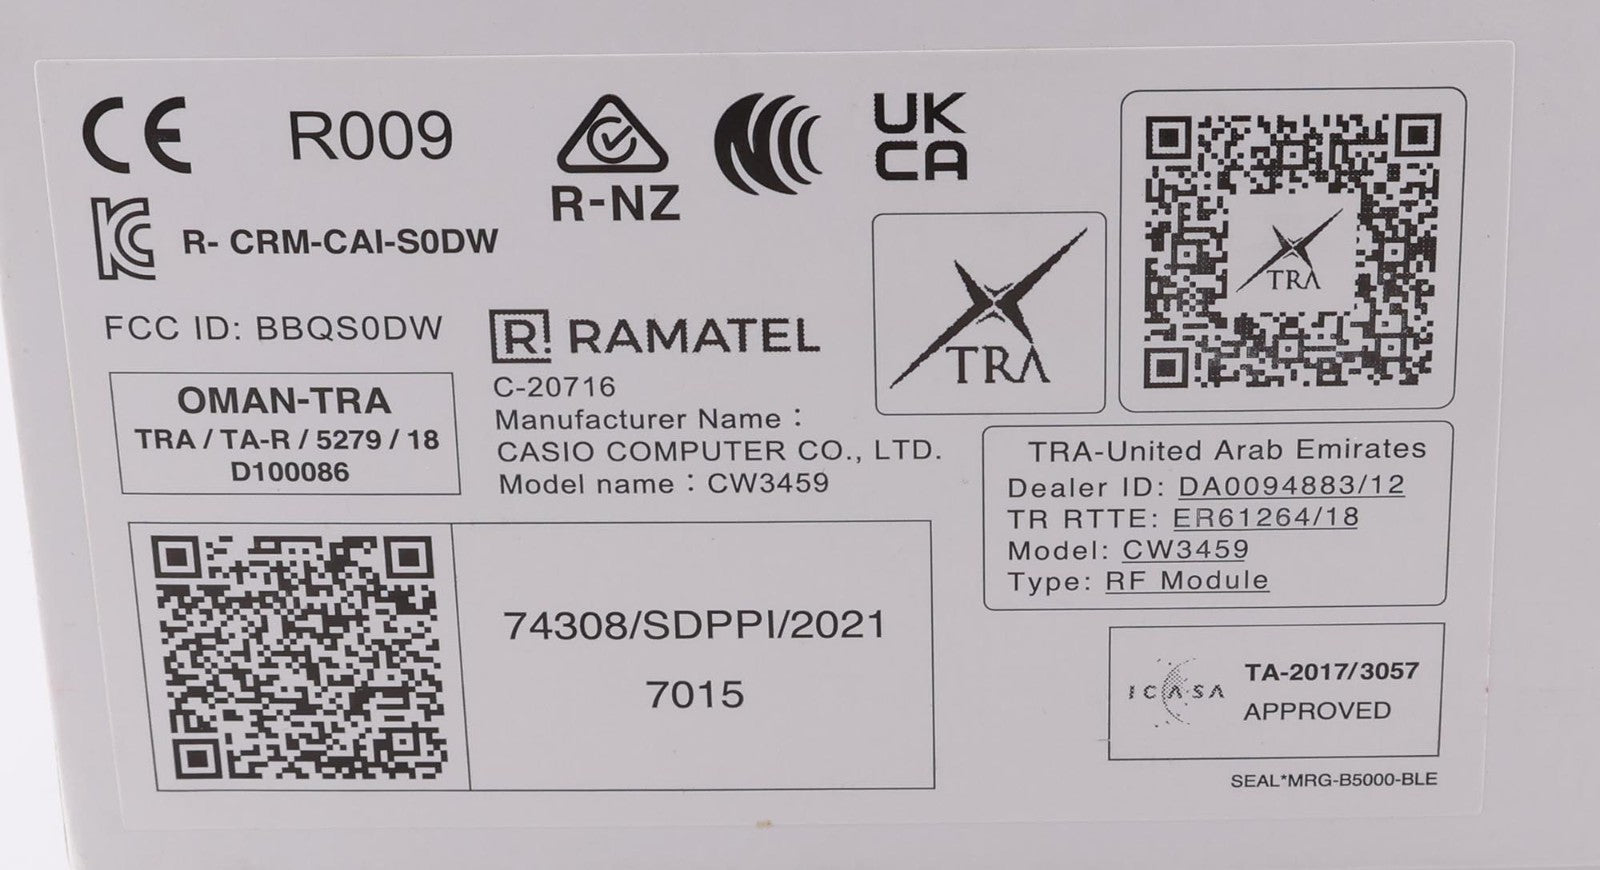 CE R009
R-NZ
UK
CA
R- CRM-CAI-S0DW
FCC ID: BBQS0DW
R! RAMATEL
C-20716
Manufacturer Name :
CASIO COMPUTER CO., LTD.
Model name : CW3459
OMAN-TRA
TRA / TA-R / 5279 / 18
D100086
TRA
TRA
TRA-United Arab Emirates
Dealer ID: DA0094883/12
TR RTTE: ER61264/18
Model: CW3459
Type: RF Module
74308/SDPPI/2021
7015
ICASA
TA-2017/3057
APPROVED
SEAL*MRG-B5000-BLE